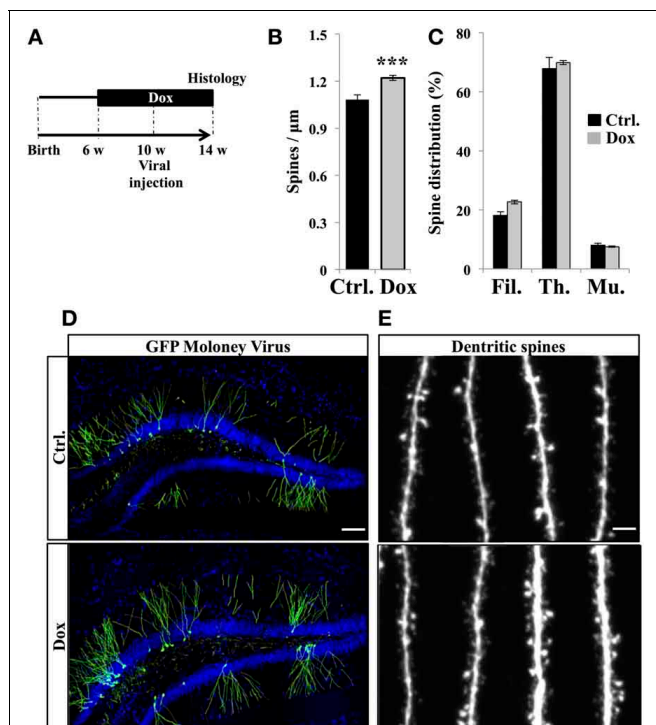 A
Histology
Dox
Birth 6 w 10 w 14 w
Viral
injection
B
Spines / µm
1.5
1.2
0.9
0.6
0.3
0
***
Ctrl. Dox
C
Spine distribution (%)
80
60
40
20
0
Ctrl.
Dox
Fil. Th. Mu.
D
GFP Moloney Virus
Ctrl.
Dox
E
Dentritic spines